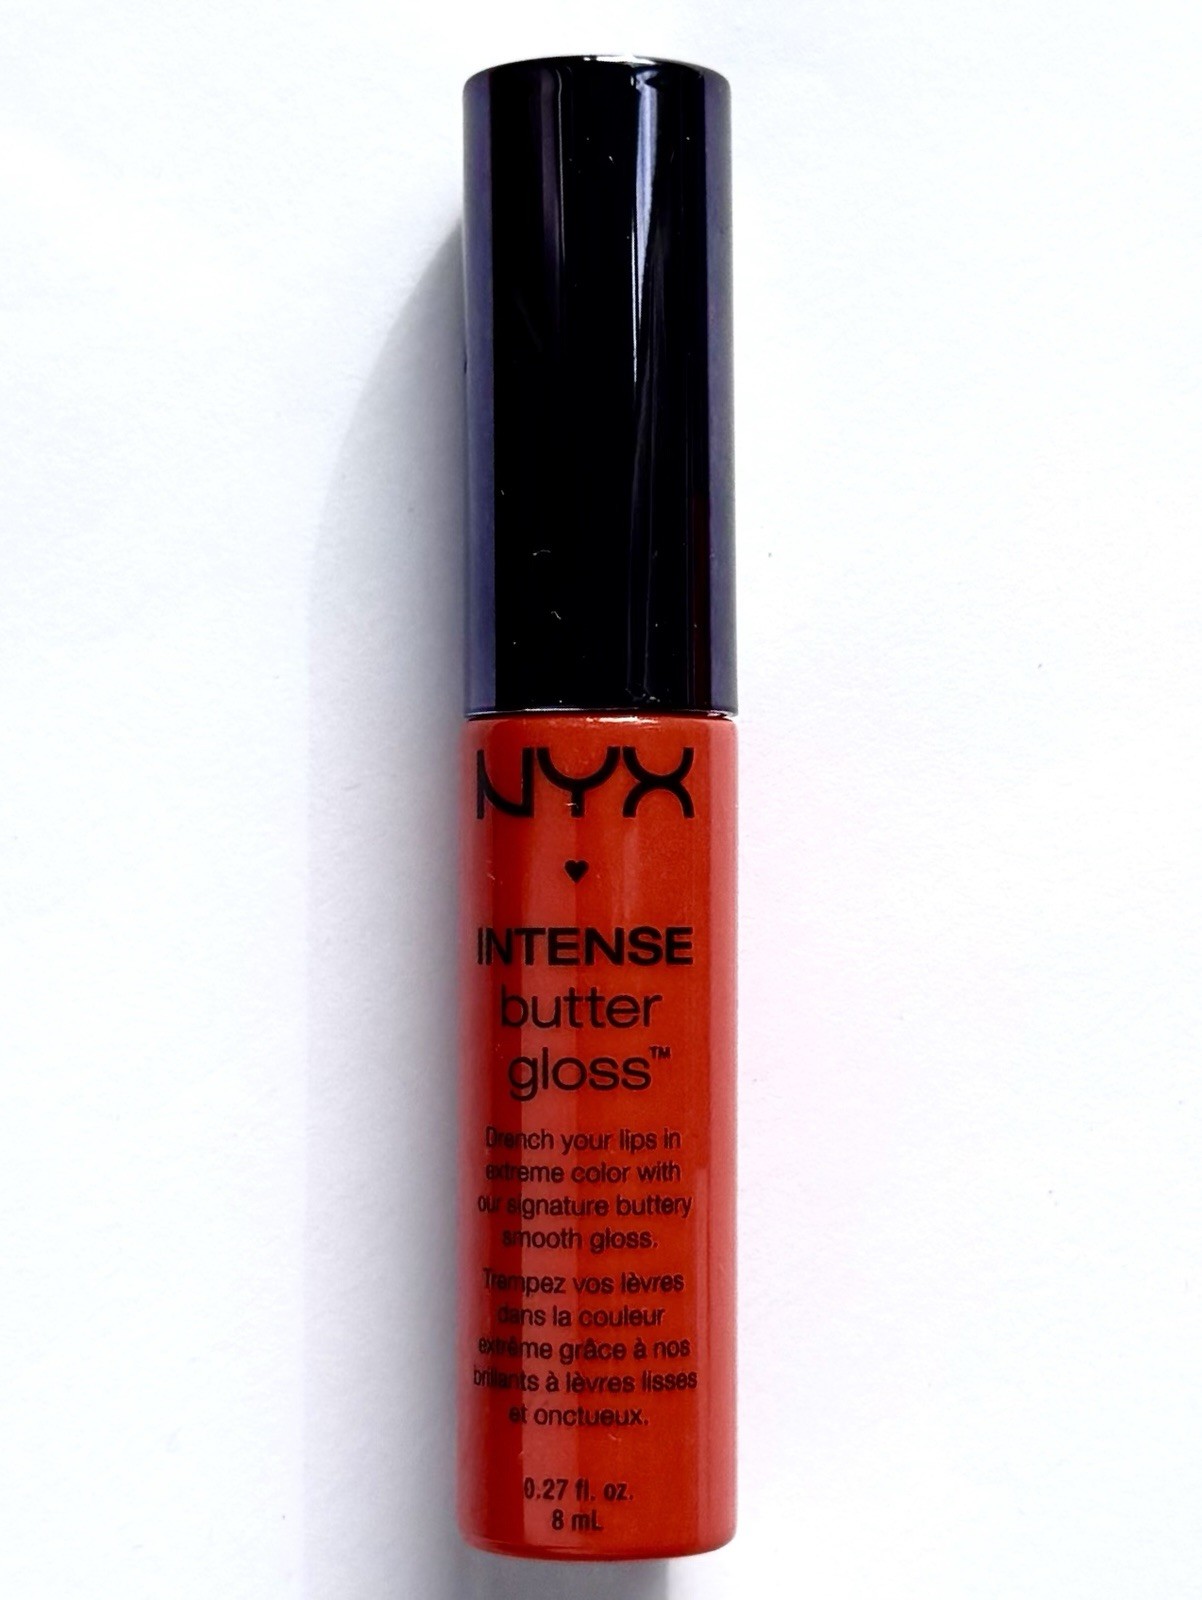 NYX
INTENSE
butter
gloss™
Drench your lips in
extreme color with
our signature buttery
smooth gloss.
Trempez vos lèvres
dans la couleur
extrême grâce à nos
brillants à lèvres lisses
et onctueux.
0.27 fl. oz.
8 mL